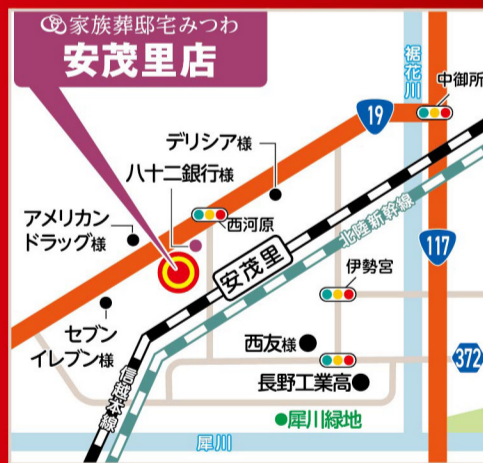 家族葬邸宅みつわ
安茂里店
裾花川
中御所
19
デリシア様
八十二銀行様
アメリカン
ドラッグ様
西河原
北陸新幹線
安茂里
117
伊勢宮
セブン
イレブン様
西友様
372
長野工業高
信越本線
犀川緑地
犀川